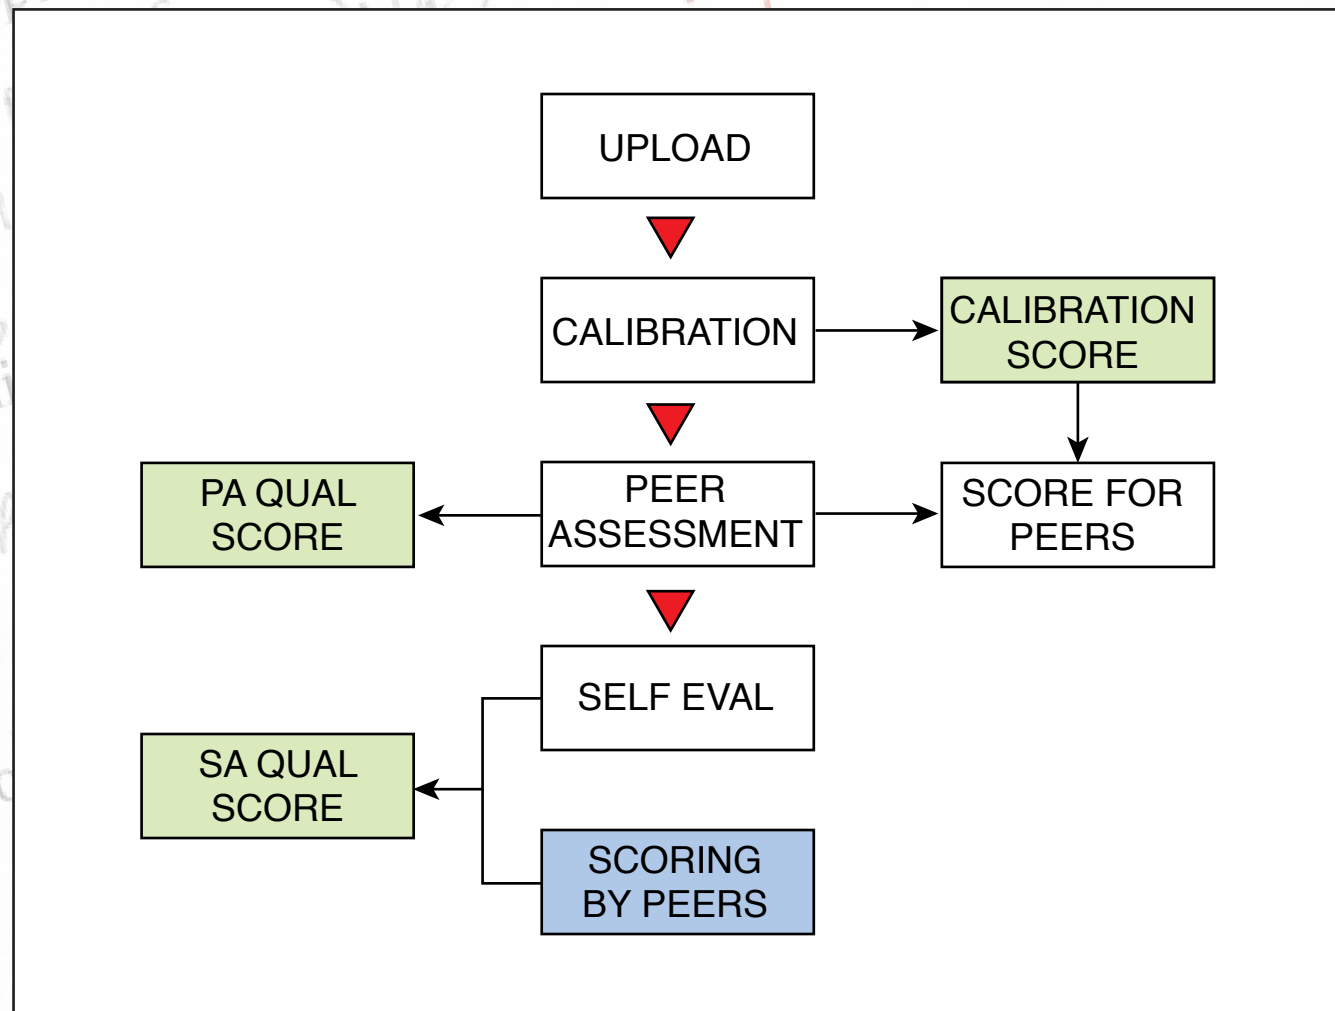 UPLOAD
CALIBRATION
CALIBRATION
SCORE
PA QUAL
SCORE
PEER
ASSESSMENT
SCORE FOR
PEERS
SELF EVAL
SA QUAL
SCORE
SCORING
BY PEERS